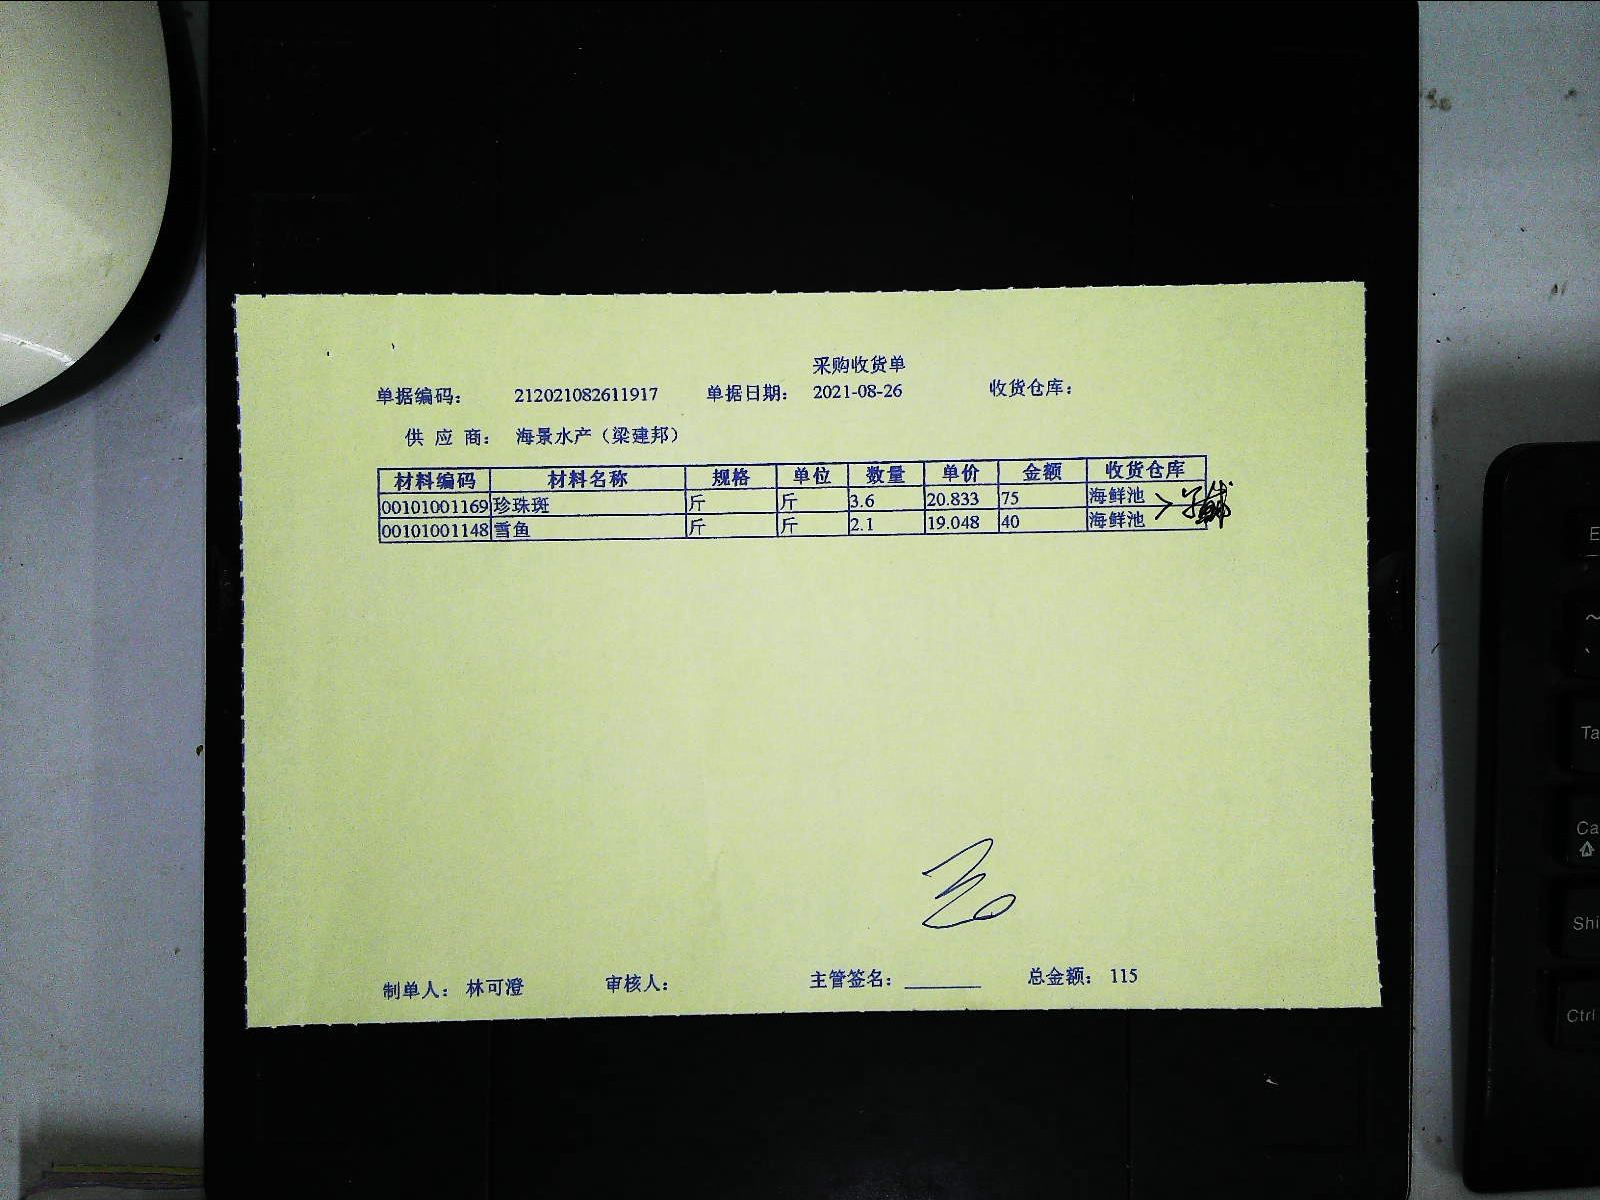 采购收货单
单据编码： 212021082611917 单据日期： 2021-08-26 收货仓库：
供 应 商： 海景水产（梁建邦）
材料编码 材料名称 规格 单位 数量 单价 金额 收货仓库
00101001169 珍珠斑 斤 斤 3.6 20.833 75 海鲜池
00101001148 雪鱼 斤 斤 2.1 19.048 40 海鲜池
制单人： 林可澄 审核人： 主管签名： 总金额： 115
E
~
Ta
Ca
Shi
Ctrl